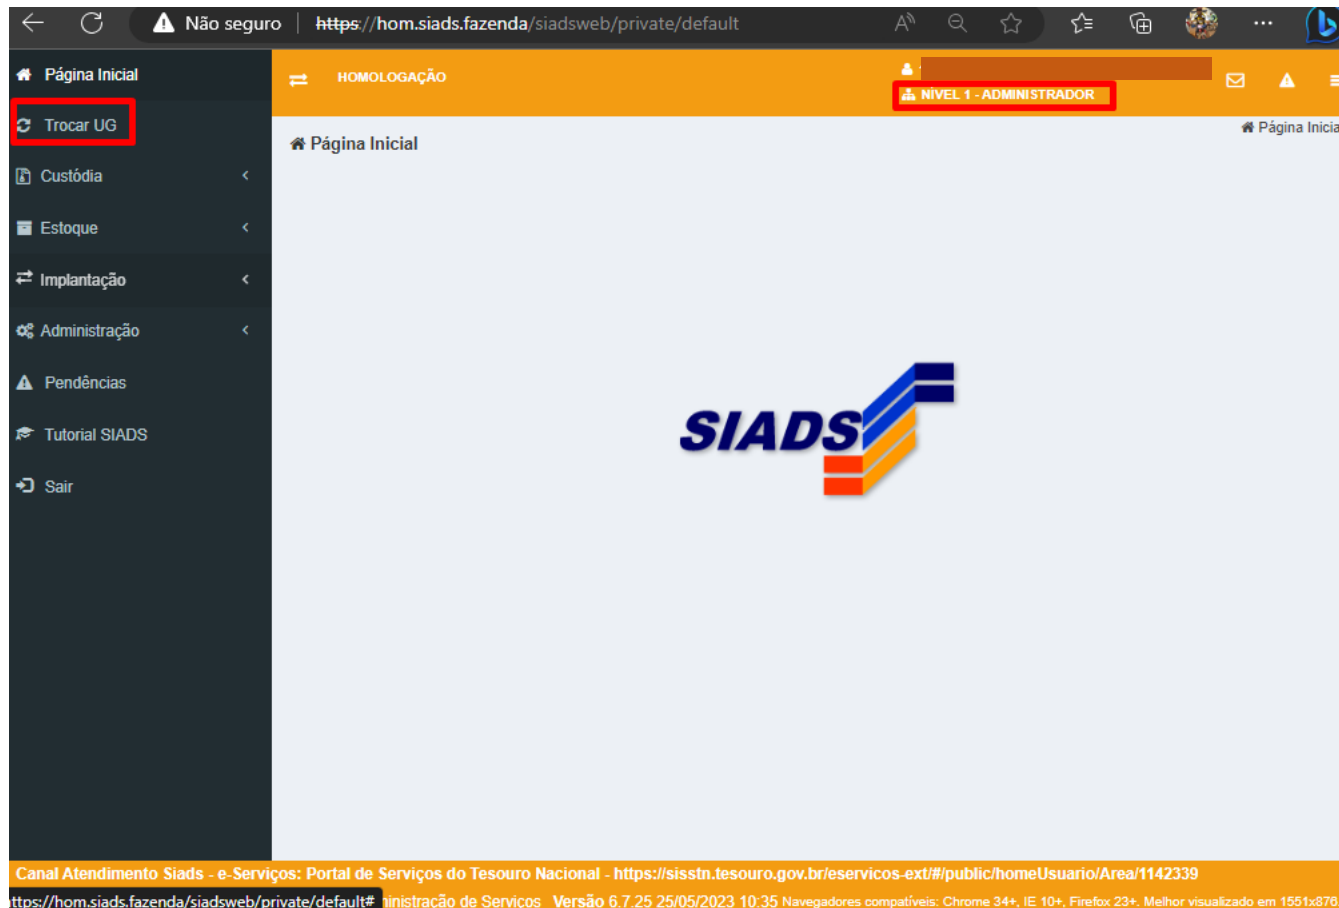 Não seguro | https://hom.siads.fazenda/siadsweb/private/default
Página Inicial
HOMOLOGAÇÃO
NÍVEL 1 - ADMINISTRADOR
Trocar UG
Página Inicial
Página Inicia
Custódia
Estoque
Implantação
Administração
Pendências
Tutorial SIADS
Sair
SIADS
Canal Atendimento Siads - e-Serviços: Portal de Serviços do Tesouro Nacional - https://sisstn.tesouro.gov.br/eservicos-ext/#/public/homeUsuario/Area/1142339
ttps://hom.siads.fazenda/siadsweb/private/default# inistração de Serviços Versão 6.7.25 25/05/2023 10:35 Navegadores compatíveis: Chrome 34+, IE 10+, Firefox 23+. Melhor visualizado em 1551x876